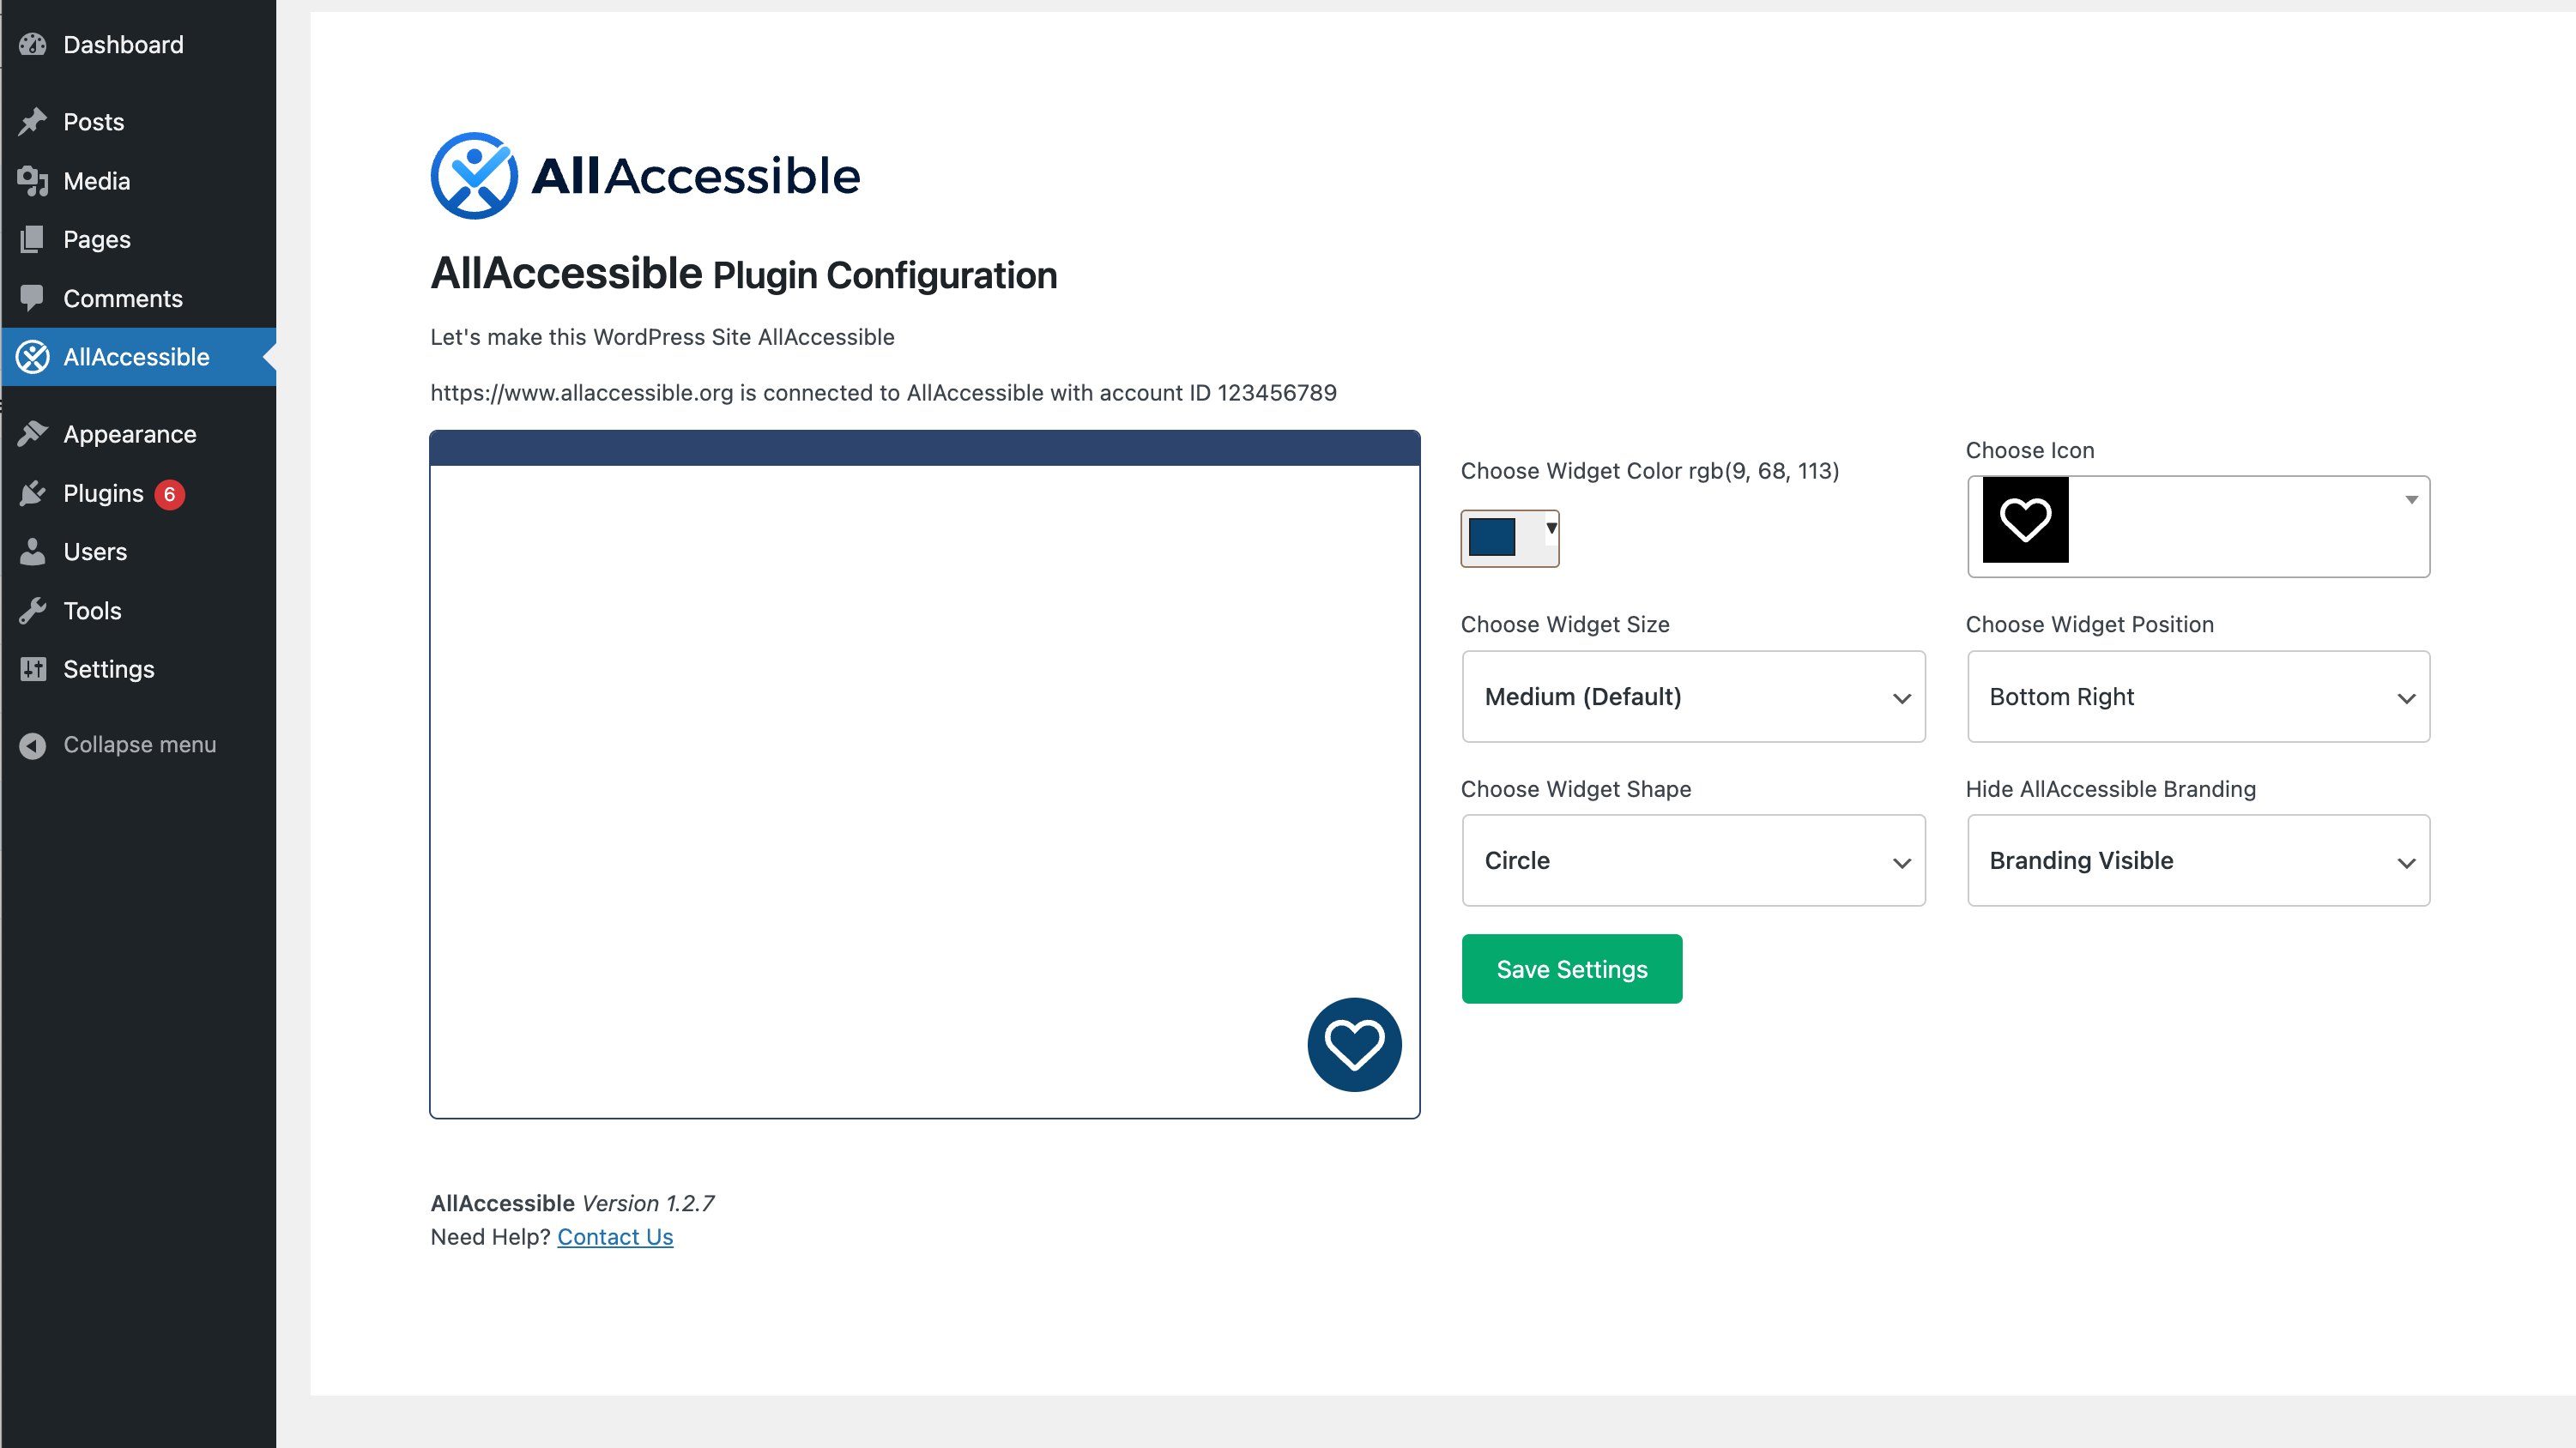 Dashboard
Posts
Media
Pages
Comments
AllAccessible
Appearance
Plugins 6
Users
Tools
Settings
Collapse menu
AllAccessible
AllAccessible Plugin Configuration
Let's make this WordPress Site AllAccessible
https://www.allaccessible.org is connected to AllAccessible with account ID 123456789
Choose Widget Color rgb(9, 68, 113)
Choose Icon
Choose Widget Size
Medium (Default)
Choose Widget Position
Bottom Right
Choose Widget Shape
Circle
Hide AllAccessible Branding
Branding Visible
Save Settings
AllAccessible Version 1.2.7
Need Help? Contact Us